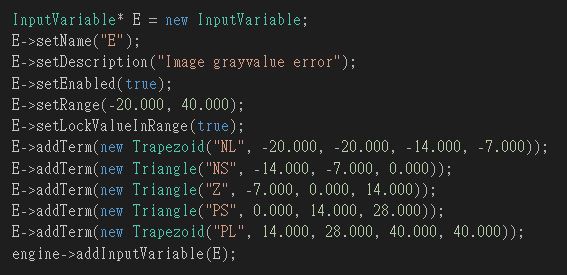 InputVariable* E = new InputVariable;
E->setName("E");
E->setDescription("Image grayvalue error");
E->setEnabled(true);
E->setRange(-20.000, 40.000);
E->setLockValueInRange(true);
E->addTerm(new Trapezoid("NL", -20.000, -20.000, -14.000, -7.000));
E->addTerm(new Triangle("NS", -14.000, -7.000, 0.000));
E->addTerm(new Triangle("Z", -7.000, 0.000, 14.000));
E->addTerm(new Triangle("PS", 0.000, 14.000, 28.000));
E->addTerm(new Trapezoid("PL", 14.000, 28.000, 40.000, 40.000));
engine->addInputVariable(E);